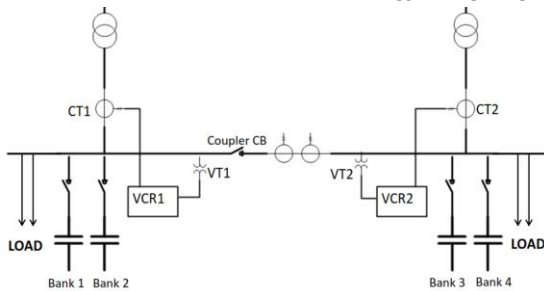 CT1
CT2
Coupler CB
VT1
VT2
VCR1
VCR2
LOAD
LOAD
Bank 1
Bank 2
Bank 3
Bank 4